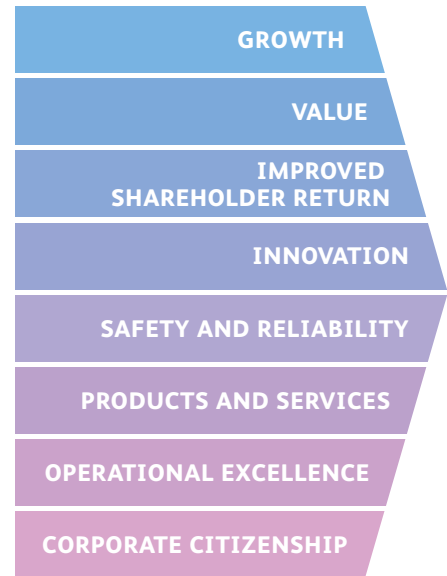 GROWTH
VALUE
IMPROVED
SHAREHOLDER RETURN
INNOVATION
SAFETY AND RELIABILITY
PRODUCTS AND SERVICES
OPERATIONAL EXCELLENCE
CORPORATE CITIZENSHIP